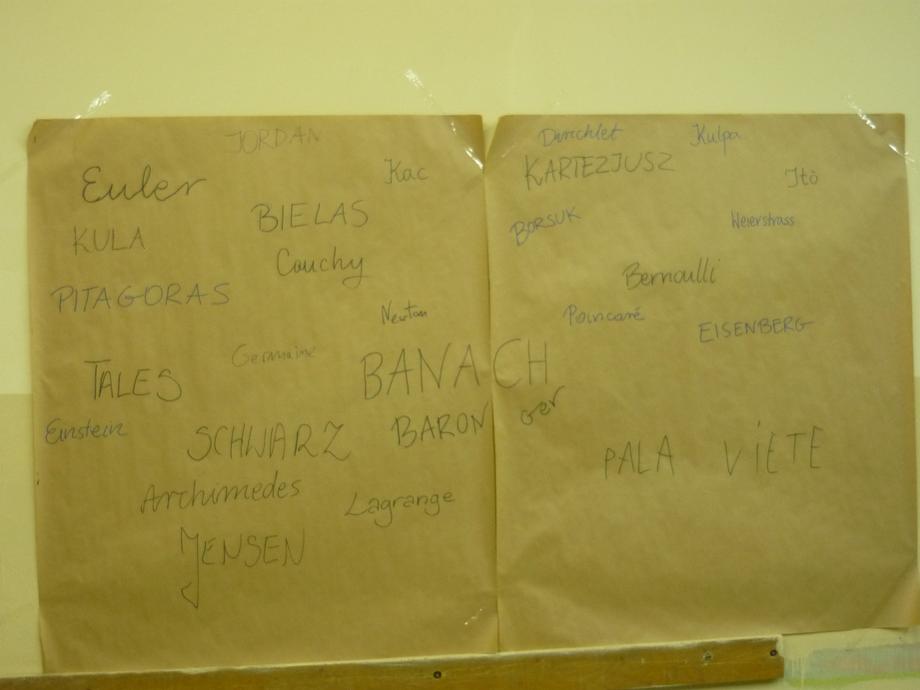 JORDAN
Euler
Kac
BIELAS
KULA
Cauchy
PITAGORAS
Newton
Germaine
BANACH
TALES
Einstein
SCHWARZ
BARON
Archimedes
Lagrange
JENSEN
Dirichlet
Kulpa
KARTEZJUSZ
Itô
BORSUK
Weierstrass
Bernoulli
Poincaré
EISENBERG
ger
PALA
VIETE